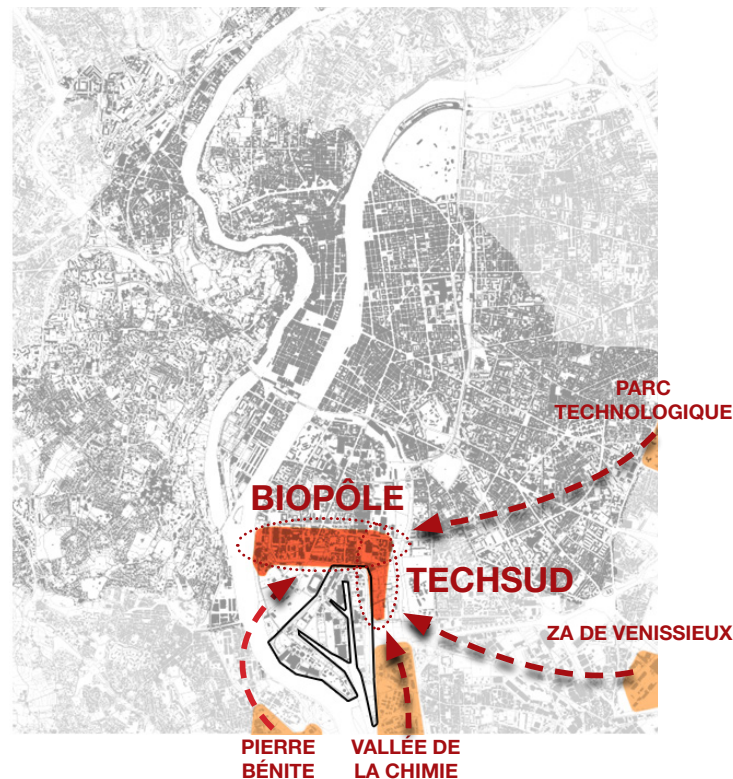 PARC
TECHNOLOGIQUE
BIOPÔLE
TECHSUD
ZA DE VENISSIEUX
PIERRE
BÉNITE
VALLÉE DE
LA CHIMIE